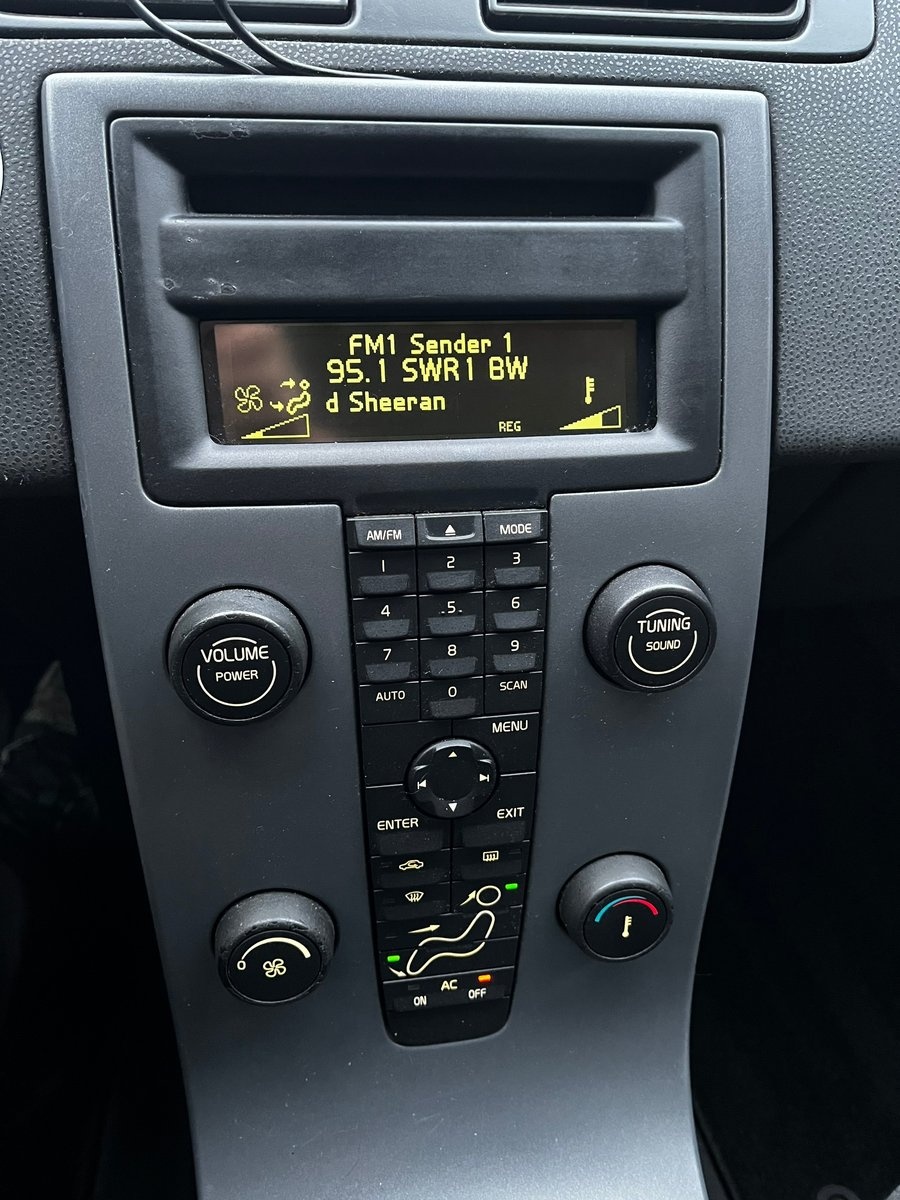 FM1 Sender 1
95.1 SWR1 BW
d Sheeran
REG
AM/FM
MODE
1 2 3
4 -5- 6
7 8 9
AUTO 0 SCAN
VOLUME
POWER
TUNING
SOUND
MENU
ENTER
EXIT
0
AC
ON
OFF